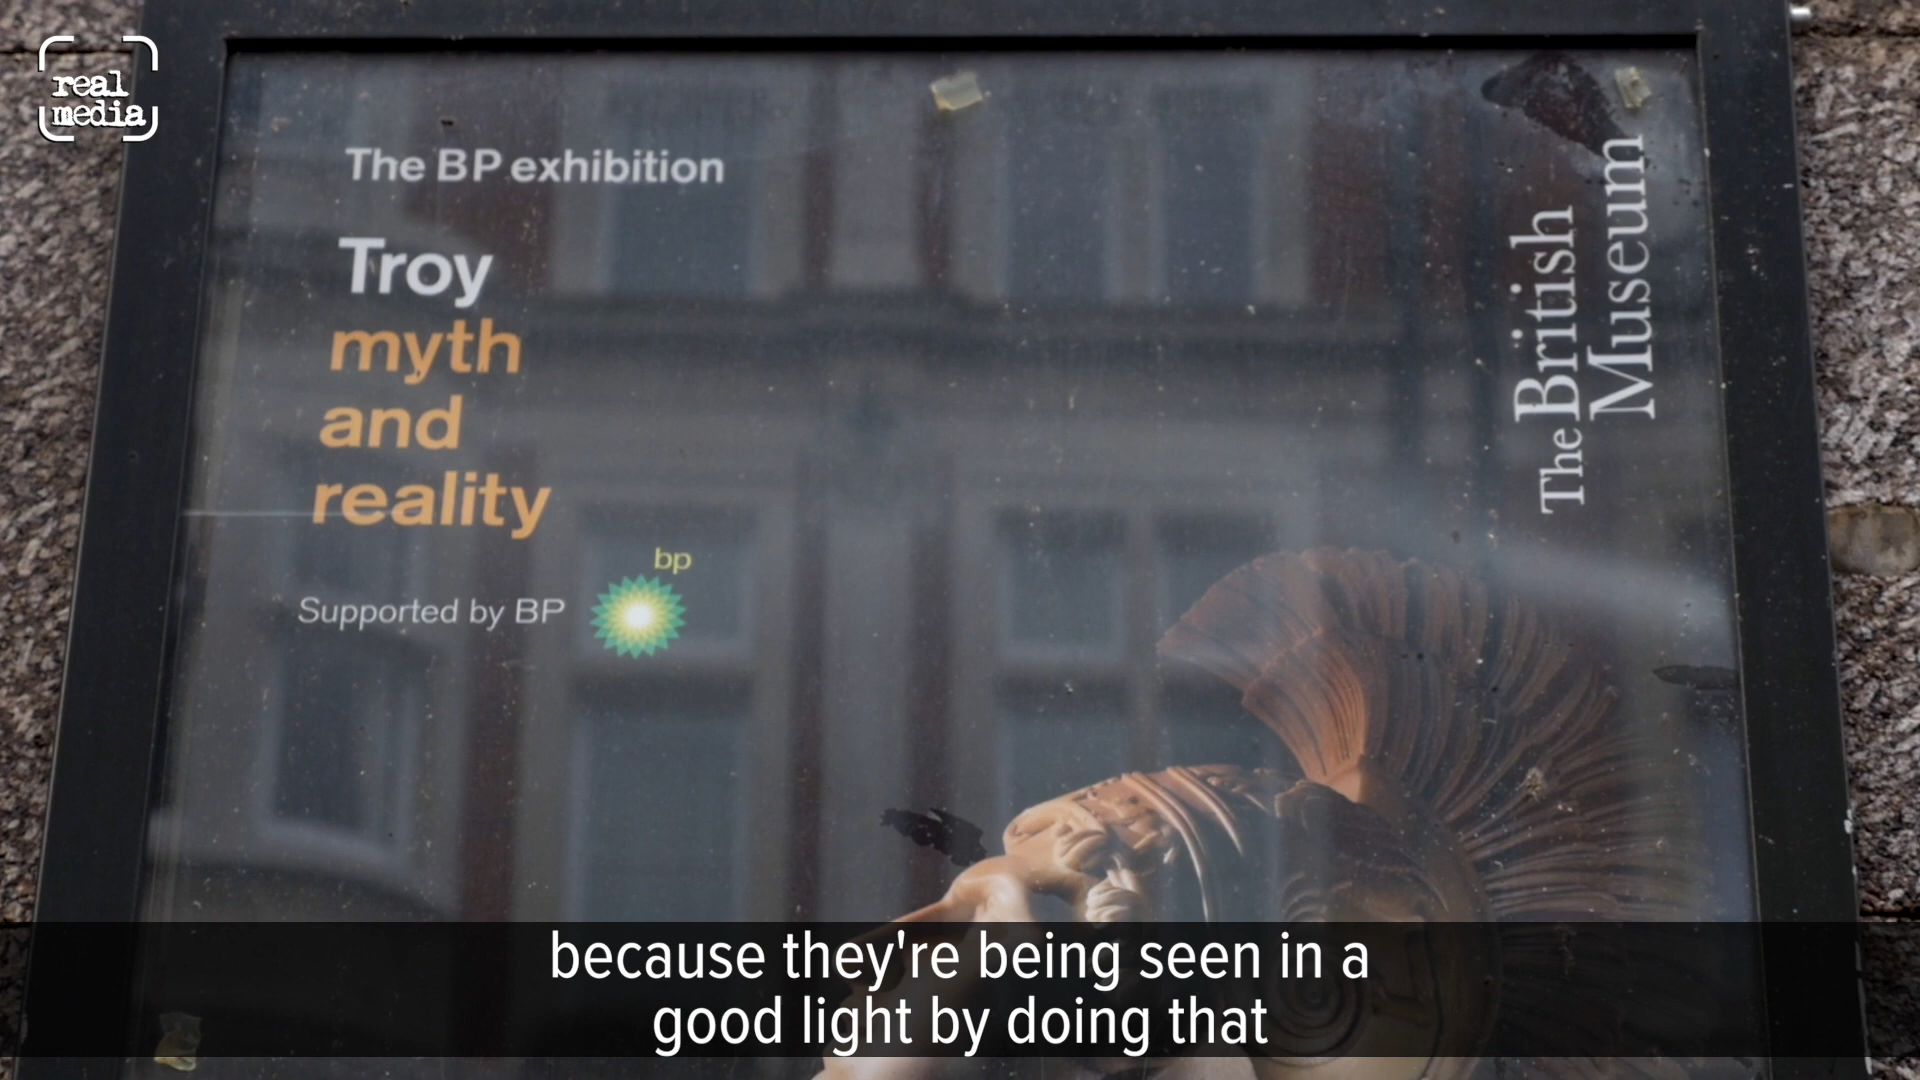 real
media
The BP exhibition
Troy
myth
and
reality
bp
Supported by BP
The British
Museum
because they're being seen in a
good light by doing that